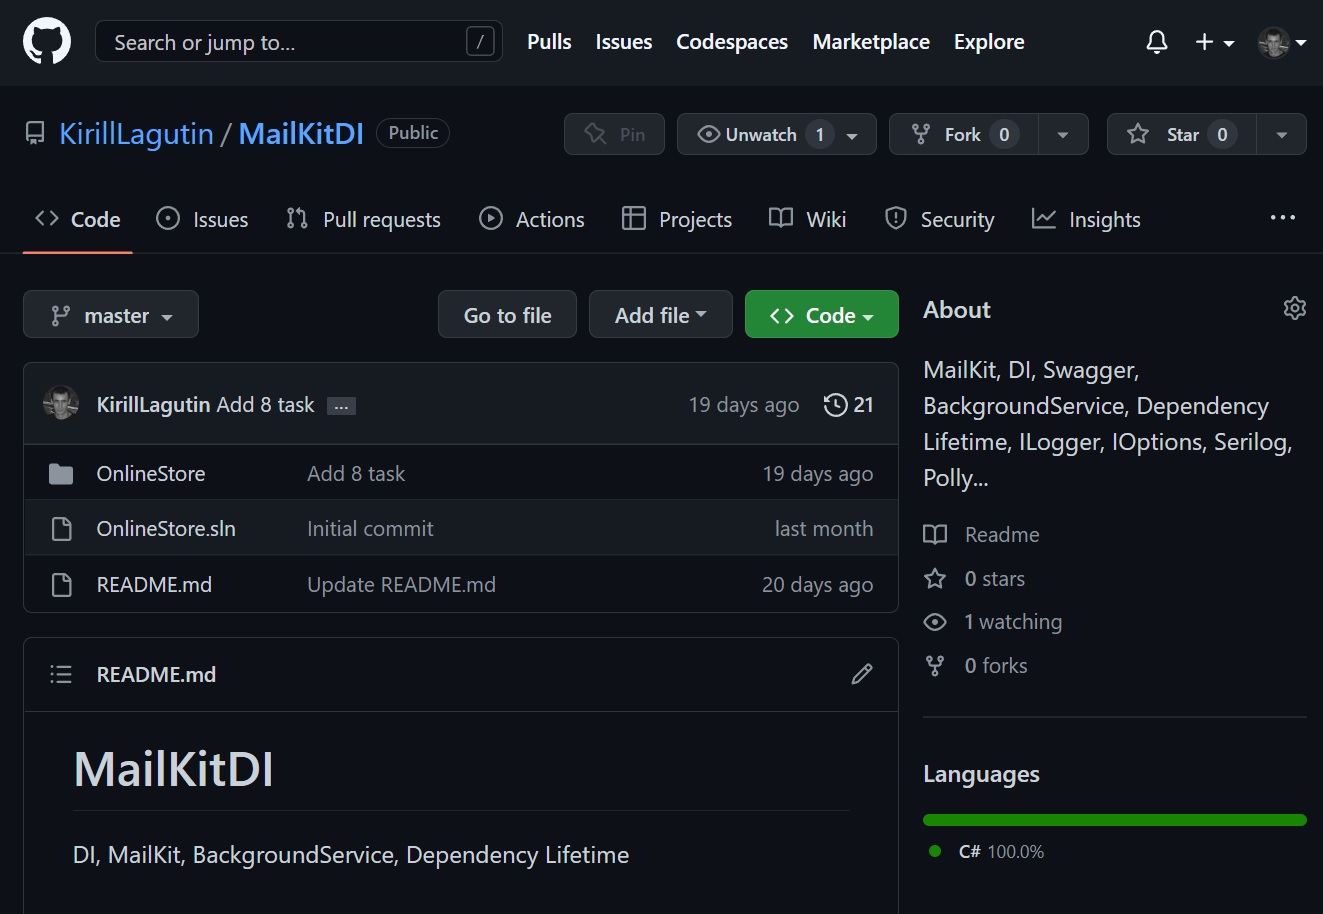 Search or jump to... /
Pulls Issues Codespaces Marketplace Explore
KirillLagutin / MailKitDI Public
Pin Unwatch 1 Fork 0 Star 0
Code Issues Pull requests Actions Projects Wiki Security Insights ...
master Go to file Add file Code
KirillLagutin Add 8 task ... 19 days ago 21
OnlineStore Add 8 task 19 days ago
OnlineStore.sln Initial commit last month
README.md Update README.md 20 days ago
README.md
MailKitDI
DI, MailKit, BackgroundService, Dependency Lifetime
About
MailKit, DI, Swagger,
BackgroundService, Dependency
Lifetime, ILogger, IOptions, Serilog,
Polly...
Readme
0 stars
1 watching
0 forks
Languages
C# 100.0%